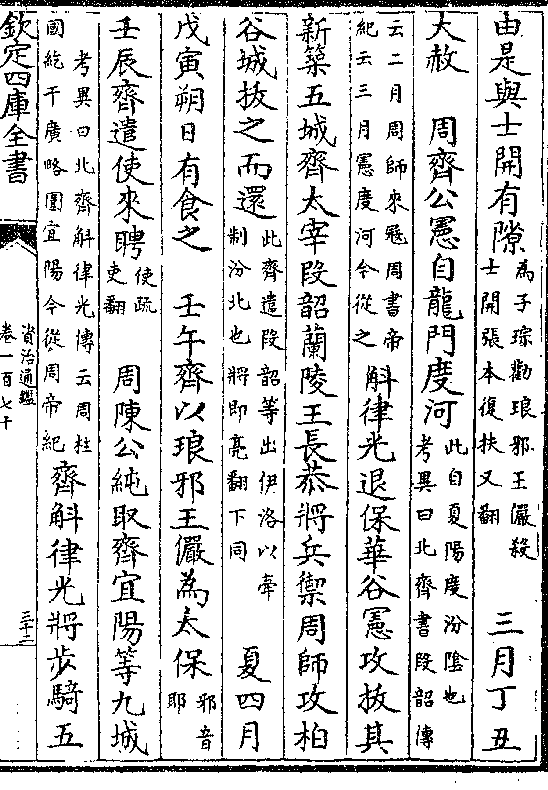 由是與士開有隙為子琮勸琅邪王儼殺士開張本復扶又翻　三月丁丑
大赦　周齊公憲自龍門度河此自夏陽度汾陰也考異曰北齊書段韶傳
云二月周師來冦周書帝紀云三月憲度河今從之斛律光退保華谷憲攻拔其
新築五城齊太宰段韶蘭陵王長恭將兵禦周師攻柏
谷城拔之而還此齊遣段韶等出伊洛以牽制汾北也將即亮翻下同　夏四月
戊寅朔日有食之　壬午齊以琅邪王儼為太保邪音耶
壬辰齊遣使來聘使疏吏翻　周陳公純取齊宜陽等九城
考異曰北齊斛律光傳云周柱國紇干廣略圍宜陽今從周帝紀齊斛律光將步騎五
欽定四庫全書
資治通鑑
卷一百七十
三十三